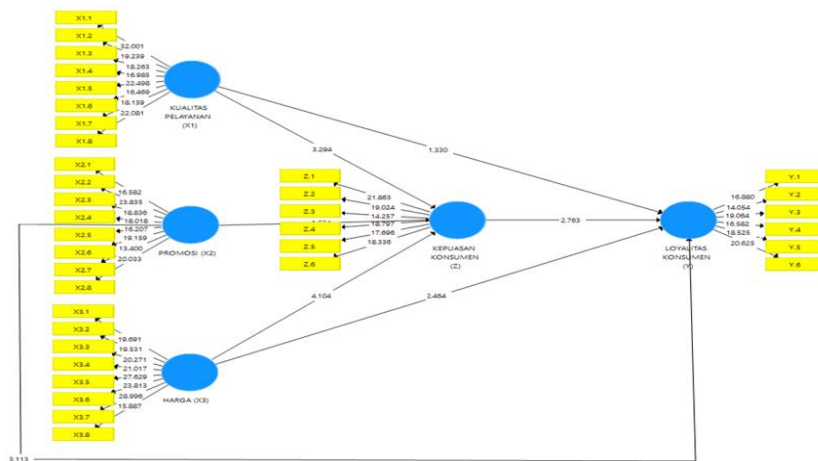 X1.1
X1.2
X1.3
X1.4
X1.5
X1.6
X1.7
X1.8
32.001
19.239
18.263
16.985
22.498
16.469
18.139
22.081
KUALITAS
PELAYANAN
(X1)
3.294
1.330
X2.1
X2.2
X2.3
X2.4
X2.5
X2.6
X2.7
X2.8
16.582
23.835
18.836
18.018
16.207
19.159
13.400
20.033
PROMOSI (X2)
Z.1
Z.2
Z.3
Z.4
Z.5
Z.6
21.863
19.024
14.257
18.797
17.696
18.336
KEPUASAN
KONSUMEN
(Z)
2.763
LOYALITAS
KONSUMEN
(Y)
16.880
14.054
19.064
16.582
18.525
20.625
Y.1
Y.2
Y.3
Y.4
Y.5
Y.6
4.104
2.464
X3.1
X3.2
X3.3
X3.4
X3.5
X3.6
X3.7
X3.8
19.691
19.531
20.271
21.017
27.629
23.813
28.996
15.887
HARGA (X3)
3.113